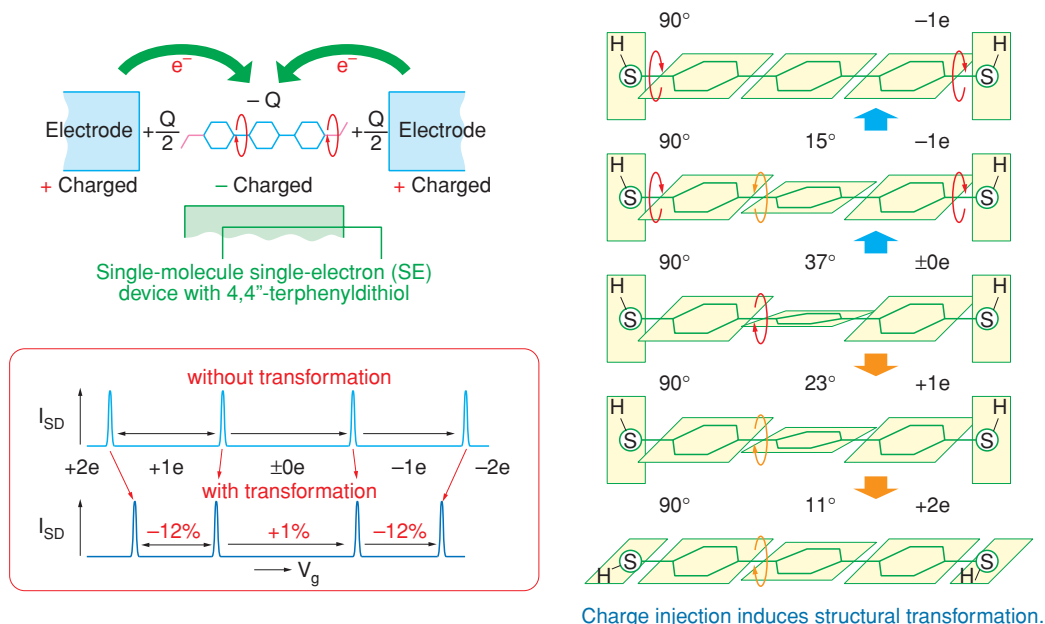 e⁻ e⁻
− Q
Electrode +Q/2 +Q/2 Electrode
+ Charged − Charged + Charged
Single-molecule single-electron (SE)
device with 4,4”-terphenyldithiol
without transformation
I_SD
+2e +1e ±0e −1e −2e
with transformation
I_SD −12% +1% −12%
V_g
90° −1e
H H
S S
90° 15° −1e
H H
S S
90° 37° ±0e
H H
S S
90° 23° +1e
H H
S S
90° 11° +2e
S S
H H
Charge injection induces structural transformation.